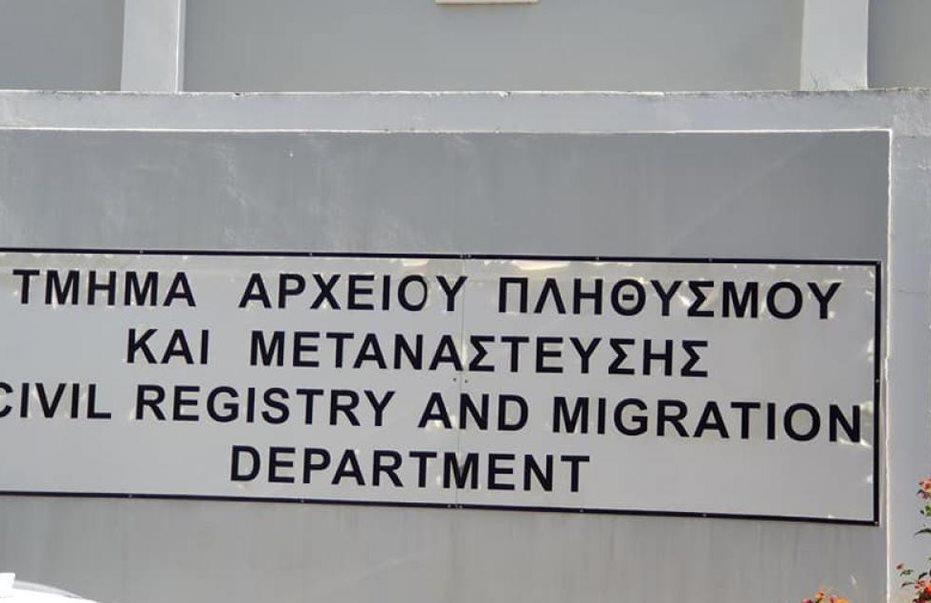 ΤΜΗΜΑ ΑΡΧΕΙΟΥ ΠΛΗΘΥΣΜΟΥ
ΚΑΙ ΜΕΤΑΝΑΣΤΕΥΣΗΣ
CIVIL REGISTRY AND MIGRATION
DEPARTMENT